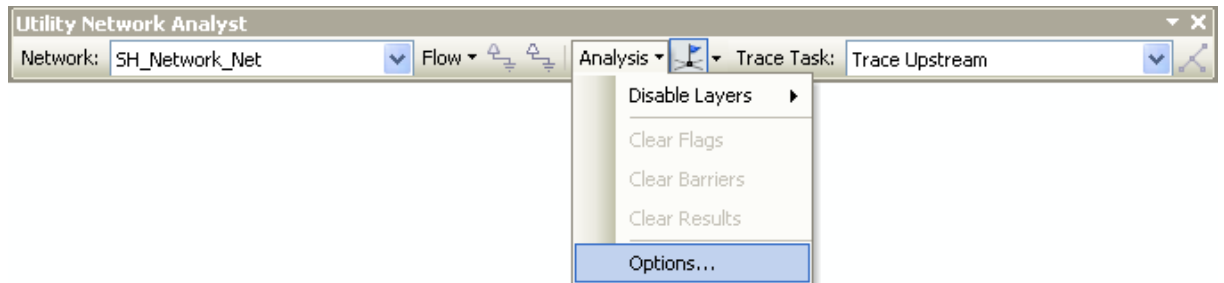 Utility Network Analyst
Network: SH_Network_Net Flow Analysis Trace Task: Trace Upstream
Disable Layers
Clear Flags
Clear Barriers
Clear Results
Options...